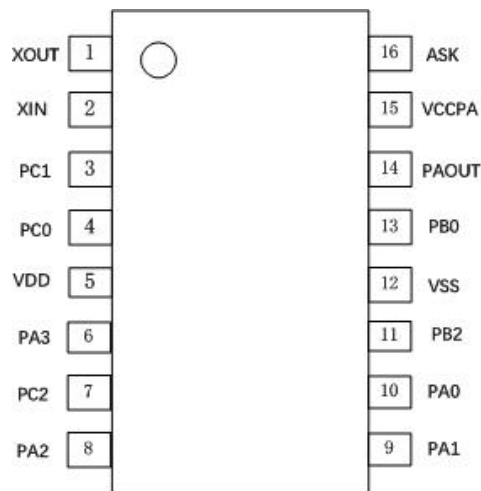 XOUT 1 16 ASK
XIN 2 15 VCCPA
PC1 3 14 PAOUT
PC0 4 13 PB0
VDD 5 12 VSS
PA3 6 11 PB2
PC2 7 10 PA0
PA2 8 9 PA1